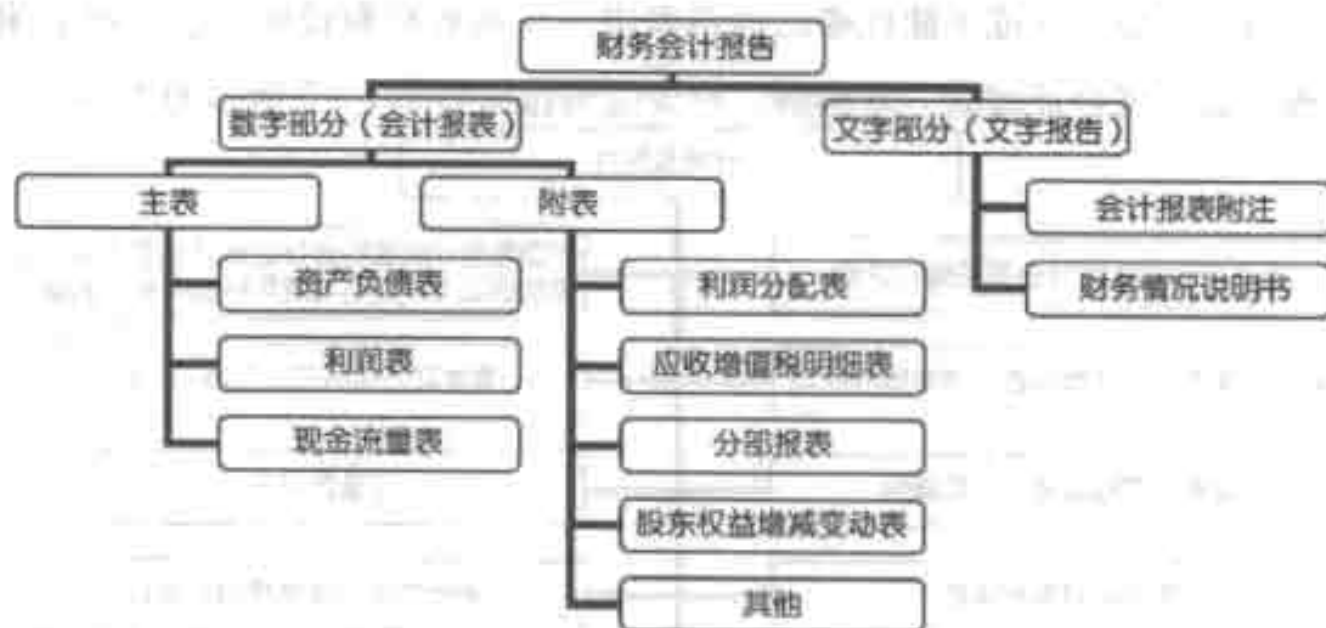 财务会计报告
数字部分（会计报表）
文字部分（文字报告）
主表
附表
会计报表附注
资产负债表
利润分配表
财务情况说明书
利润表
应收增值税明细表
现金流量表
分部报表
股东权益增减变动表
其他